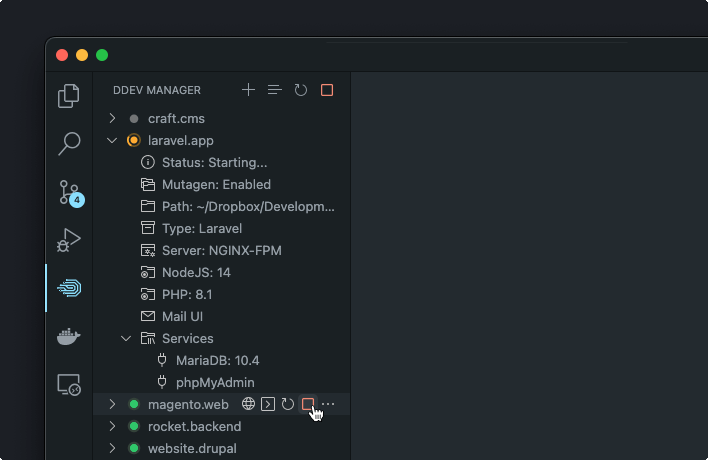 DDEV MANAGER
craft.cms
laravel.app
Status: Starting...
Mutagen: Enabled
4
Path: ~/Dropbox/Developm...
Type: Laravel
Server: NGINX-FPM
NodeJS: 14
PHP: 8.1
Mail UI
Services
MariaDB: 10.4
phpMyAdmin
magento.web
rocket.backend
website.drupal